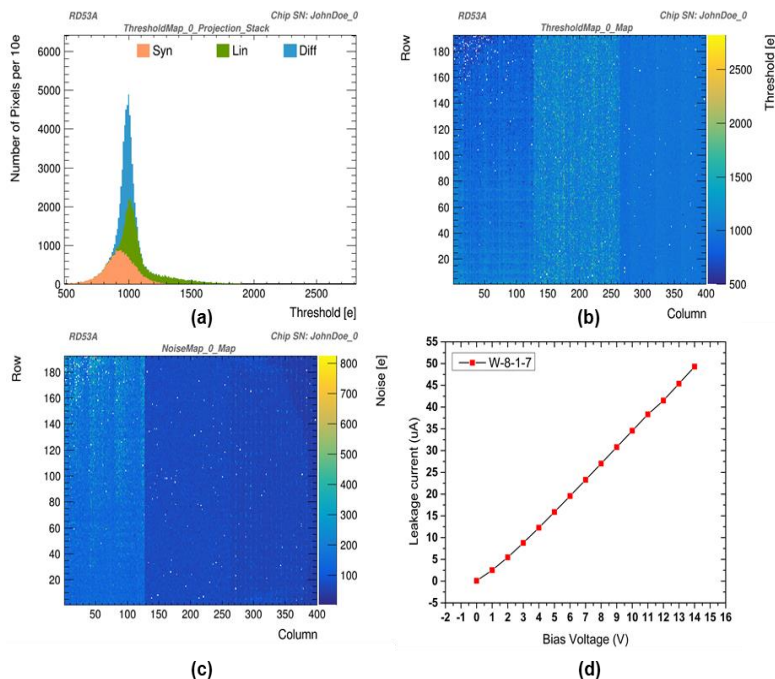 RD53A
Chip SN: JohnDoe_0
ThresholdMap_0_Projection_Stack
Number of Pixels per 10e
6000
5000
4000
3000
2000
1000
0
Syn
Lin
Diff
500
1000
1500
2000
2500
Threshold [e]
(a)
RD53A
Chip SN: JohnDoe_0
ThresholdMap_0_Map
Row
180
160
140
120
100
80
60
40
20
50
100
150
200
250
300
350
400
Column
2500
2000
1500
1000
500
Threshold [e]
(b)
RD53A
Chip SN: JohnDoe_0
NoiseMap_0_Map
Row
180
160
140
120
100
80
60
40
20
50
100
150
200
250
300
350
400
Column
800
700
600
500
400
300
200
100
Noise [e]
(c)
55
50
45
40
35
30
25
20
15
10
5
0
-5
Leakage current (uA)
W-8-1-7
-2 -1 0 1 2 3 4 5 6 7 8 9 10 11 12 13 14 15 16
Bias Voltage (V)
(d)